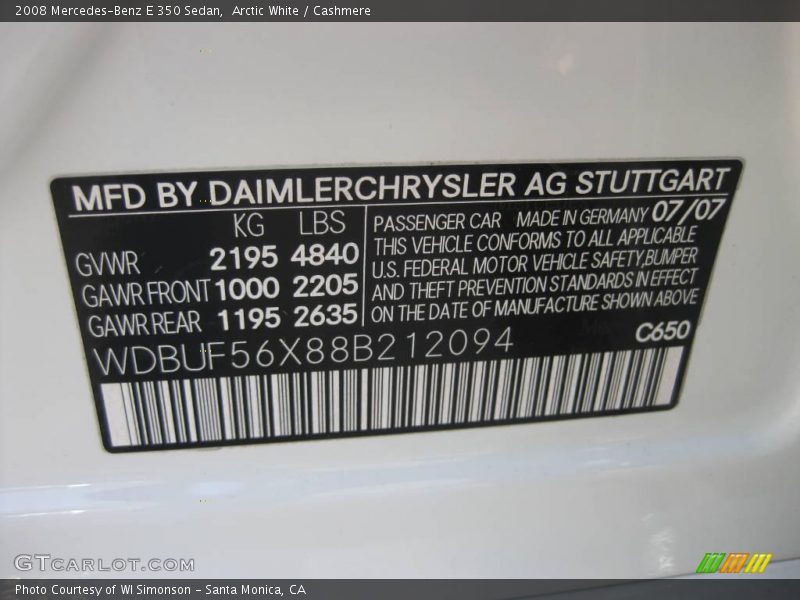 2008 Mercedes-Benz E 350 Sedan, Arctic White / Cashmere
MFD BY DAIMLERCHRYSLER AG STUTTGART
KG LBS
GVWR 2195 4840
GAWR FRONT 1000 2205
GAWR REAR 1195 2635
PASSENGER CAR MADE IN GERMANY 07/07
THIS VEHICLE CONFORMS TO ALL APPLICABLE
U.S. FEDERAL MOTOR VEHICLE SAFETY,BUMPER
AND THEFT PREVENTION STANDARDS IN EFFECT
ON THE DATE OF MANUFACTURE SHOWN ABOVE
C650
WDBUF56X88B212094
GTCARLOT.COM
Photo Courtesy of WI Simonson - Santa Monica, CA